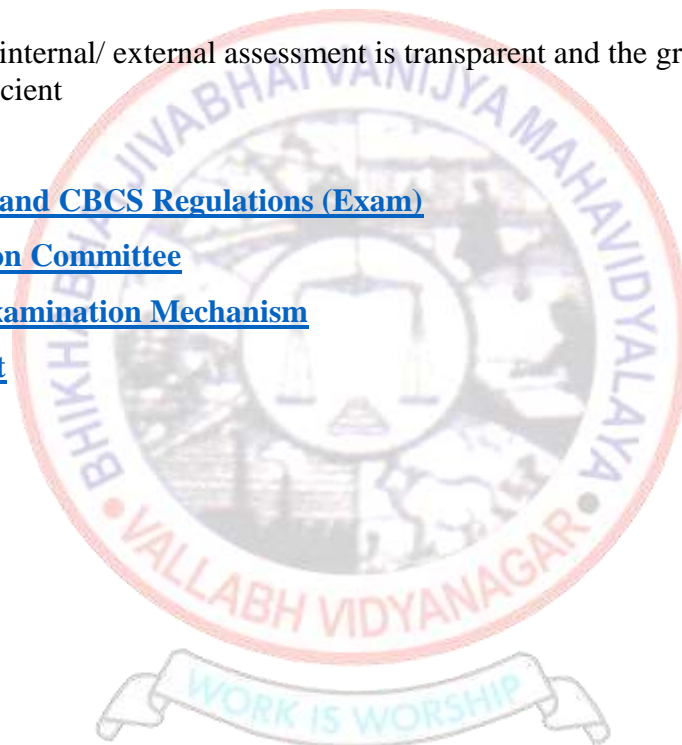 internal/ external assessment is transparent and the gr
cient
and CBCS Regulations (Exam)
on Committee
xamination Mechanism
t
BHIKHABHAI JIVABHAI VANIJYA MAHAVIDYALAYA
VALLABH VIDYANAGAR
WORK IS WORSHIP